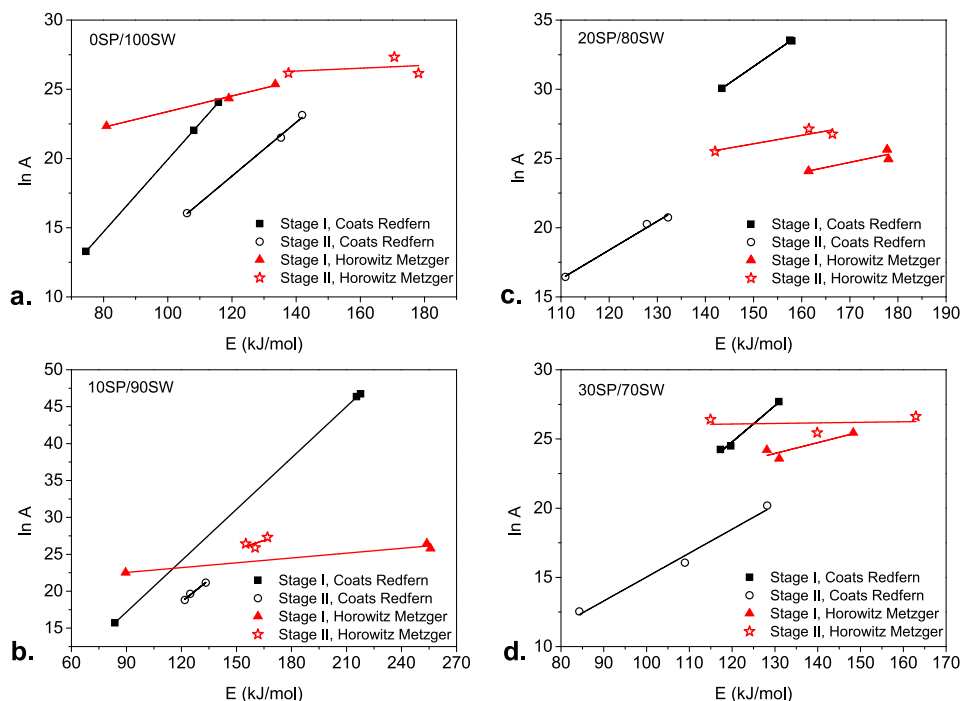 0SP/100SW
ln A
30
25
20
15
10
80
100
120
140
160
180
E (kJ/mol)
Stage I, Coats Redfern
Stage II, Coats Redfern
Stage I, Horowitz Metzger
Stage II, Horowitz Metzger
a.
20SP/80SW
ln A
35
30
25
20
15
110
120
130
140
150
160
170
180
190
E (kJ/mol)
Stage I, Coats Redfern
Stage II, Coats Redfern
Stage I, Horowitz Metzger
Stage II, Horowitz Metzger
c.
10SP/90SW
ln A
50
45
40
35
30
25
20
15
60
90
120
150
180
210
240
270
E (kJ/mol)
Stage I, Coats Redfern
Stage II, Coats Redfern
Stage I, Horowitz Metzger
Stage II, Horowitz Metzger
b.
30SP/70SW
ln A
30
25
20
15
10
80
90
100
110
120
130
140
150
160
170
E (kJ/mol)
Stage I, Coats Redfern
Stage II, Coats Redfern
Stage I, Horowitz Metzger
Stage II, Horowitz Metzger
d.